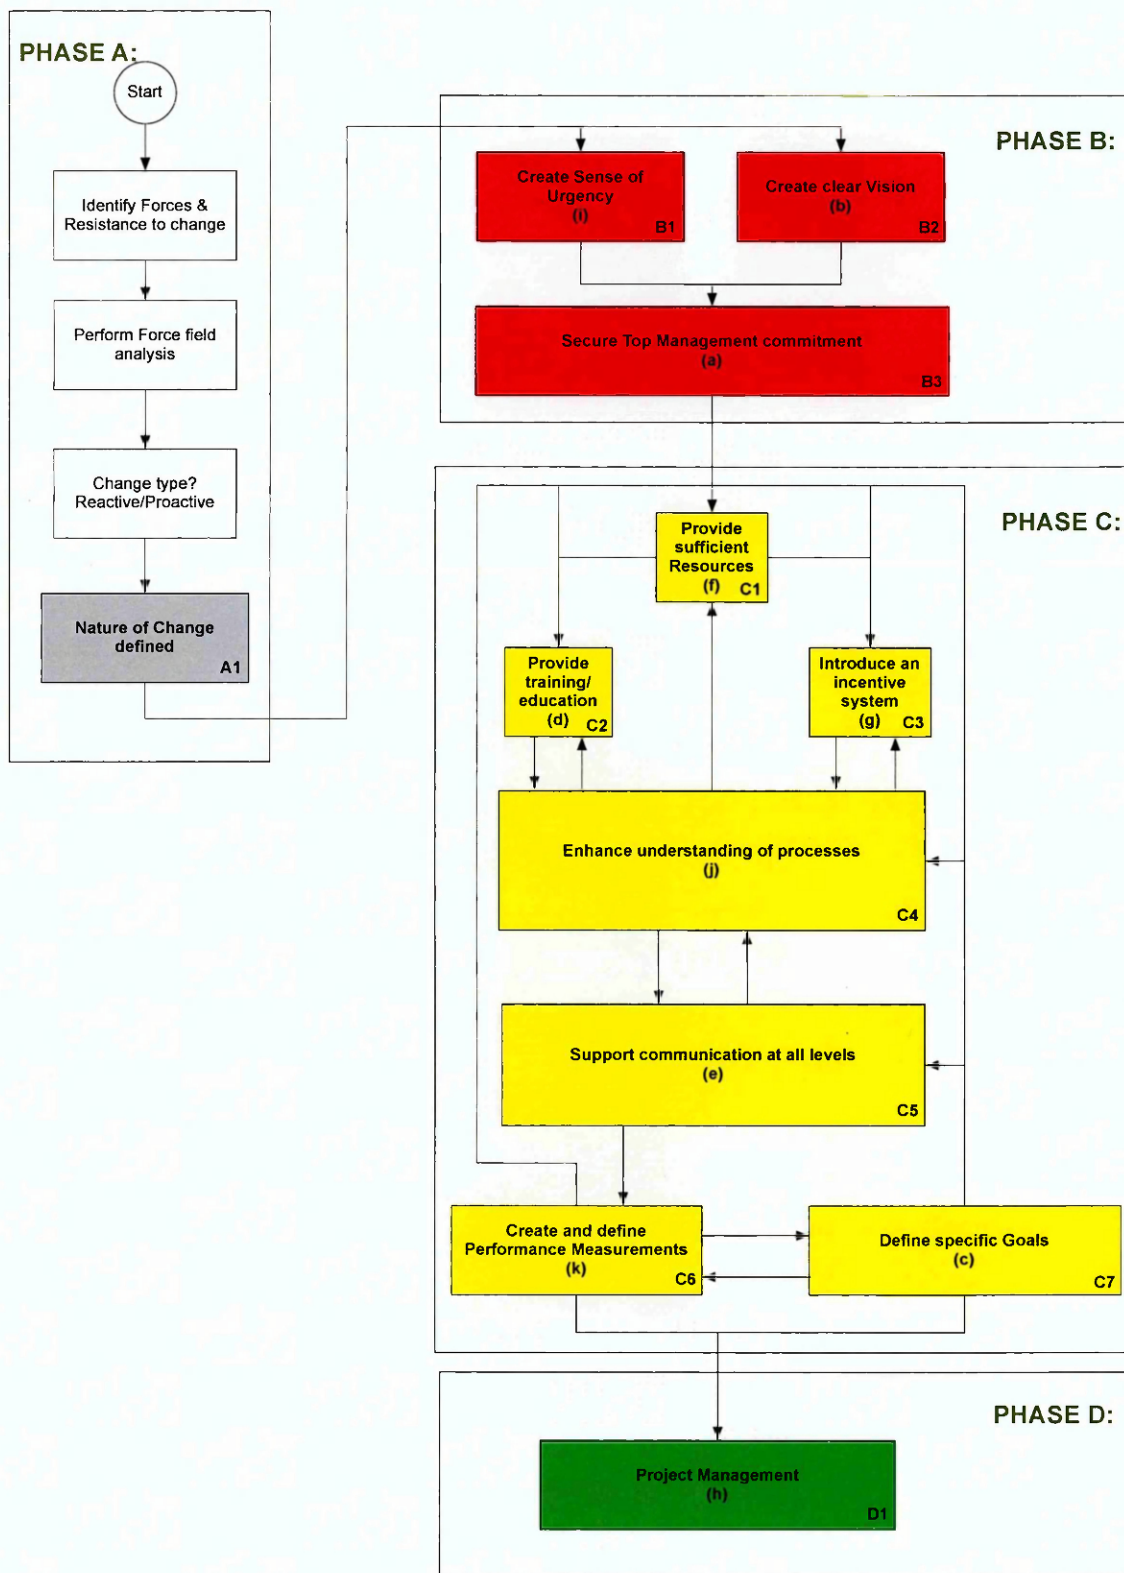 PHASE A:
Start
Identify Forces &
Resistance to change
Perform Force field
analysis
Change type?
Reactive/Proactive
Nature of Change
defined
A1
PHASE B:
Create Sense of
Urgency
(i)
B1
Create clear Vision
(b)
B2
Secure Top Management commitment
(a)
B3
PHASE C:
Provide
sufficient
Resources
(f)
C1
Provide
training/
education
(d)
C2
Introduce an
incentive
system
(g)
C3
Enhance understanding of processes
(j)
C4
Support communication at all levels
(e)
C5
Create and define
Performance Measurements
(k)
C6
Define specific Goals
(c)
C7
PHASE D:
Project Management
(h)
D1